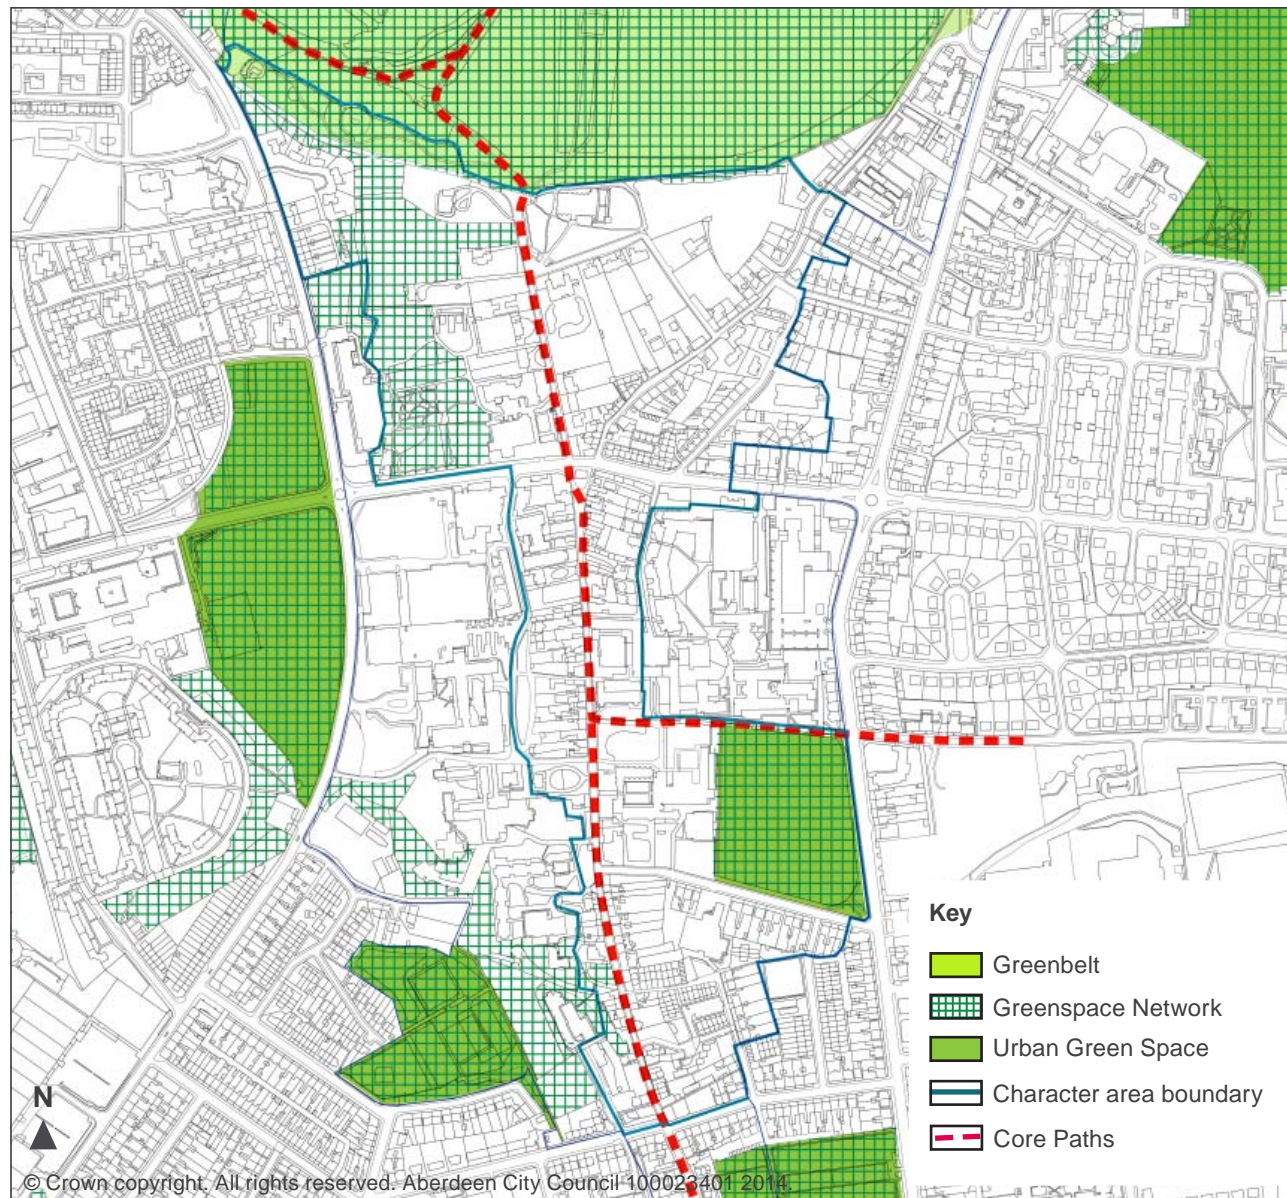 Key
Greenbelt
Greenspace Network
Urban Green Space
Character area boundary
Core Paths
N
© Crown copyright. All rights reserved. Aberdeen City Council 100023401 2014.